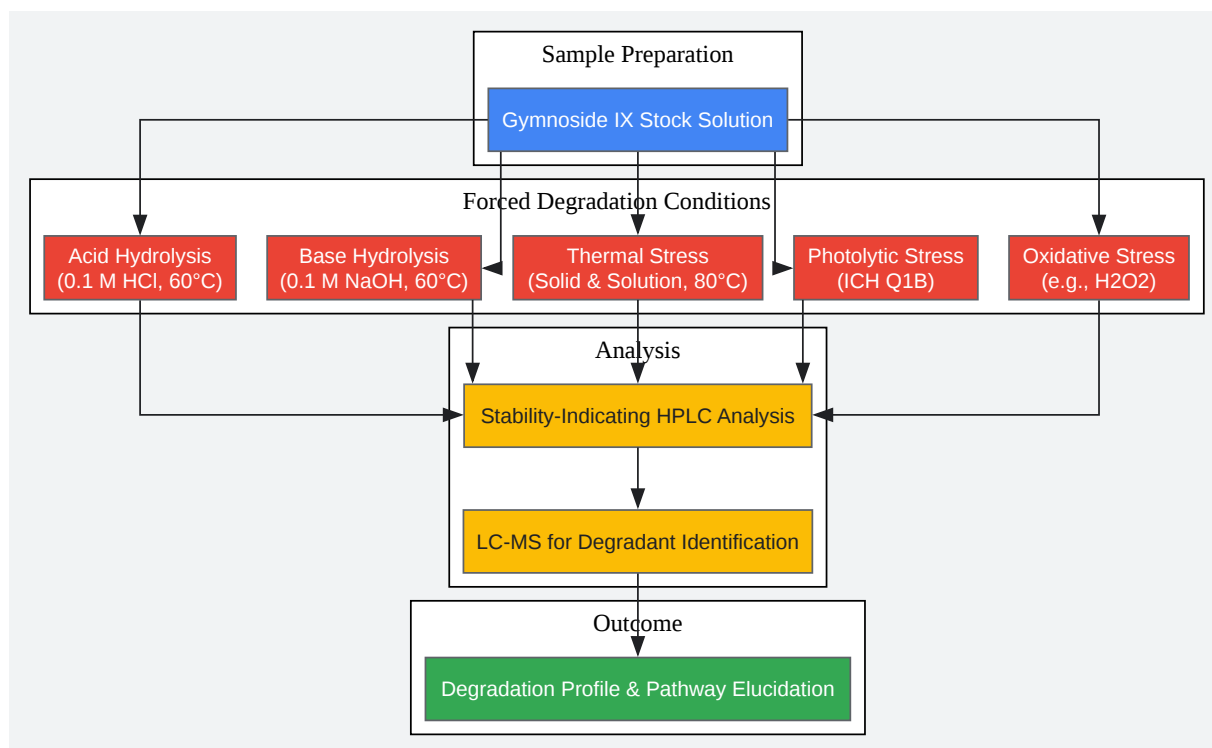 Sample Preparation
Gymnoside IX Stock Solution
Forced Degradation Conditions
Acid Hydrolysis
(0.1 M HCl, 60°C)
Base Hydrolysis
(0.1 M NaOH, 60°C)
Thermal Stress
(Solid & Solution, 80°C)
Photolytic Stress
(ICH Q1B)
Oxidative Stress
(e.g., H2O2)
Analysis
Stability-Indicating HPLC Analysis
LC-MS for Degradant Identification
Outcome
Degradation Profile & Pathway Elucidation